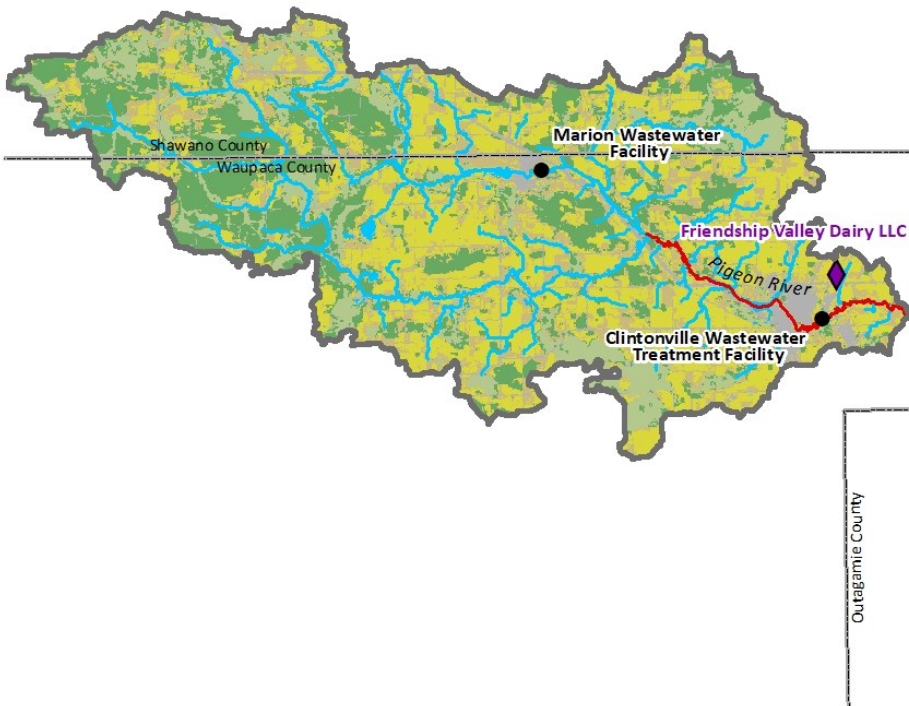 Marion Wastewater
Facility
Shawano County
Waupaca County
Friendship Valley Dairy LLC
Pigeon River
Clintonville Wastewater
Treatment Facility
Outagamie County